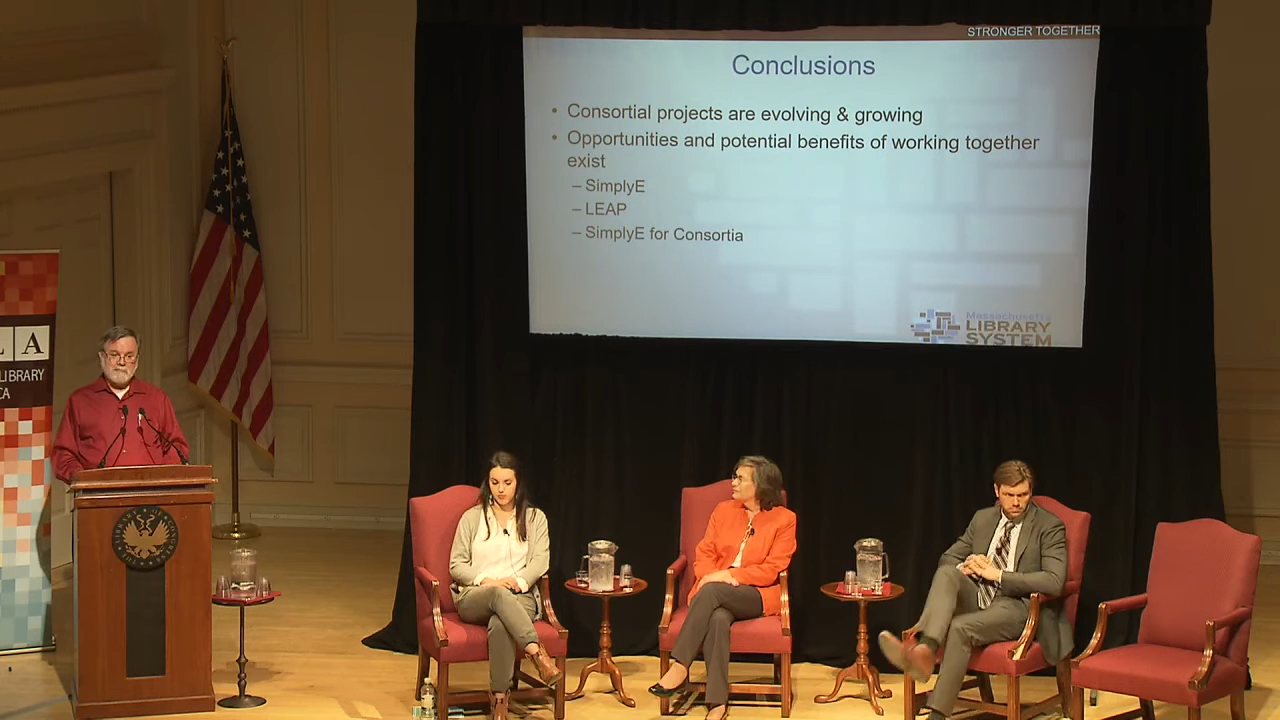 STRONGER TOGETHER
Conclusions
• Consortial projects are evolving & growing
• Opportunities and potential benefits of working together
exist
– SimplyE
– LEAP
– SimplyE for Consortia
Massachusetts
LIBRARY
SYSTEM
LA
LIBRARY
CA